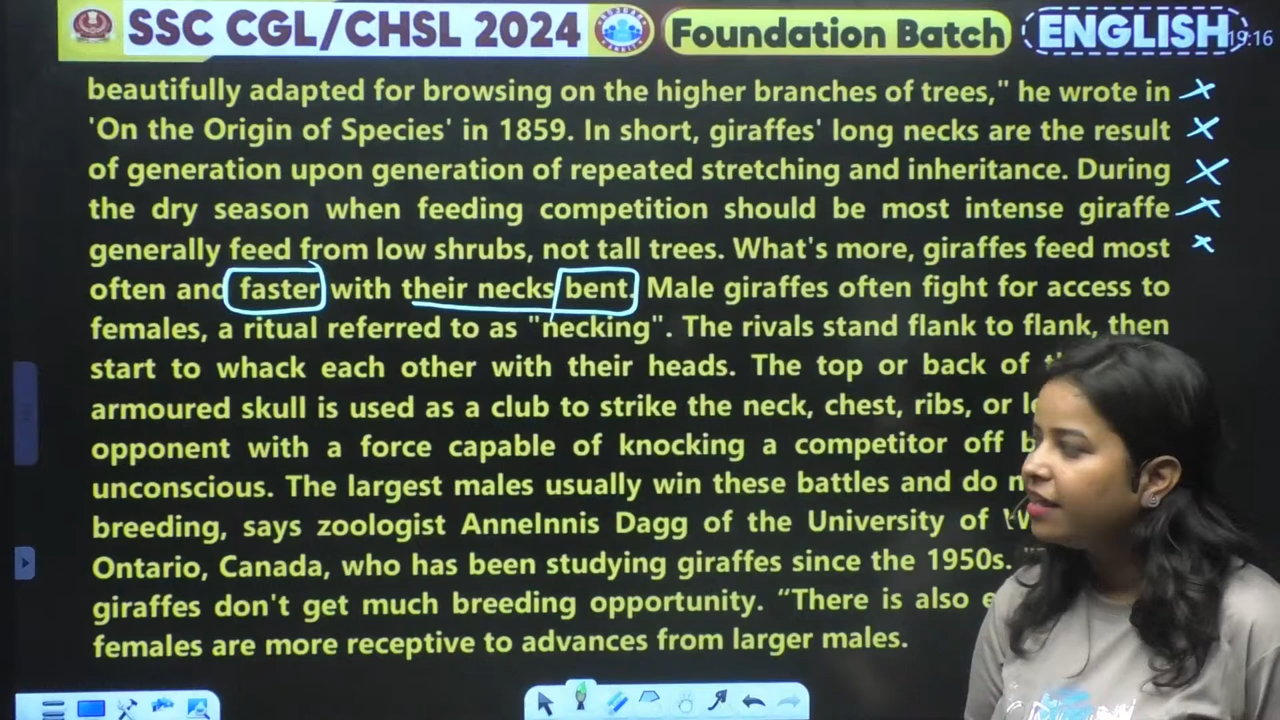 SSC CGL/CHSL 2024 Foundation Batch ENGLISH 19:16
beautifully adapted for browsing on the higher branches of trees," he wrote in
'On the Origin of Species' in 1859. In short, giraffes' long necks are the result
of generation upon generation of repeated stretching and inheritance. During
the dry season when feeding competition should be most intense giraffe
generally feed from low shrubs, not tall trees. What's more, giraffes feed most
often and faster with their necks bent. Male giraffes often fight for access to
females, a ritual referred to as "necking". The rivals stand flank to flank, then
start to whack each other with their heads. The top or back of
armoured skull is used as a club to strike the neck, chest, ribs, or
opponent with a force capable of knocking a competitor off
unconscious. The largest males usually win these battles and do
breeding, says zoologist AnneInnis Dagg of the University of
Ontario, Canada, who has been studying giraffes since the 1950s.
giraffes don't get much breeding opportunity. “There is also
females are more receptive to advances from larger males.